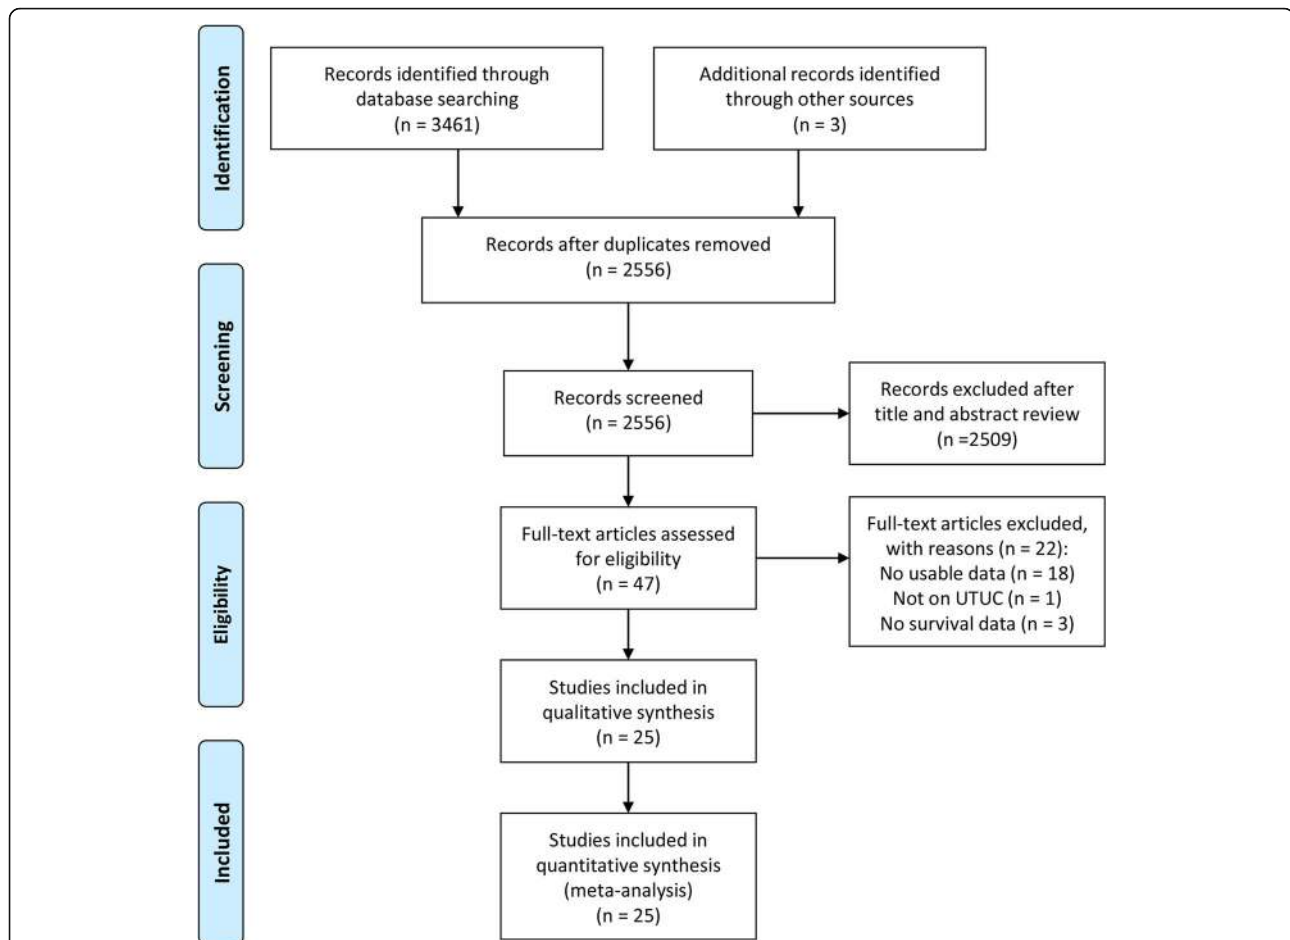 Identification
Records identified through
database searching
(n = 3461)
Additional records identified
through other sources
(n = 3)
Records after duplicates removed
(n = 2556)
Screening
Records screened
(n = 2556)
Records excluded after
title and abstract review
(n =2509)
Eligibility
Full-text articles assessed
for eligibility
(n = 47)
Full-text articles excluded,
with reasons (n = 22):
No usable data (n = 18)
Not on UTUC (n = 1)
No survival data (n = 3)
Studies included in
qualitative synthesis
(n = 25)
Included
Studies included in
quantitative synthesis
(meta-analysis)
(n = 25)